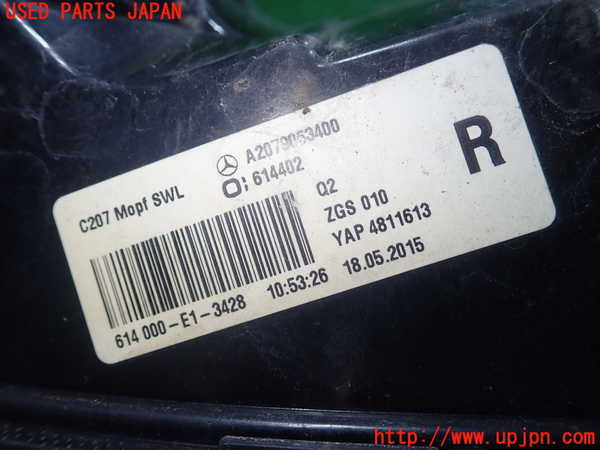 USED PARTS JAPAN
C207 Mopf SWL
A2079053400
614402
R
Q2
ZGS 010
YAP 4811613
614 000-E1-3428 10:53:26 18.05.2015
http://www.upjpn.com/